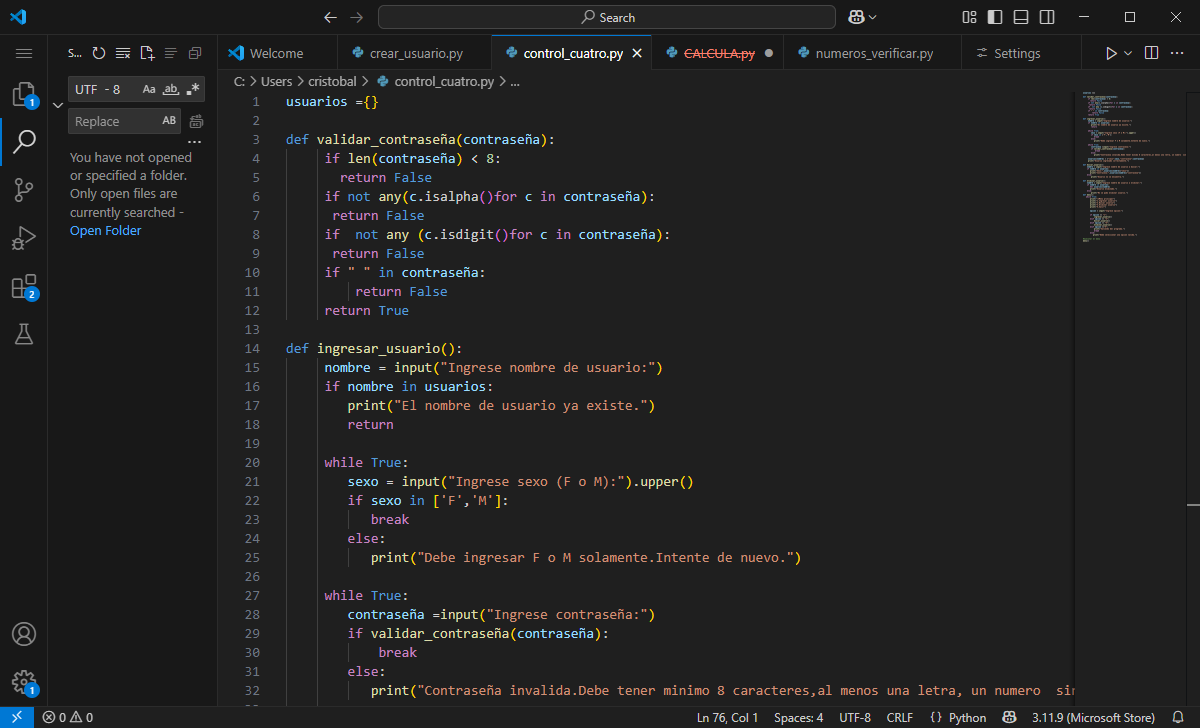 Search
S...
Welcome
crear_usuario.py
control_cuatro.py
CALCULA.py
numeros_verificar.py
Settings
UTF - 8
Aa
ab
.*
Replace
AB
You have not opened
or specified a folder.
Only open files are
currently searched -
Open Folder
C: > Users > cristobal > control_cuatro.py > ...
1 usuarios ={}
2
3 def validar_contraseña(contraseña):
4 if len(contraseña) < 8:
5 return False
6 if not any(c.isalpha()for c in contraseña):
7 return False
8 if  not any (c.isdigit()for c in contraseña):
9 return False
10 if " " in contraseña:
11 return False
12 return True
13
14 def ingresar_usuario():
15 nombre = input("Ingrese nombre de usuario:")
16 if nombre in usuarios:
17 print("El nombre de usuario ya existe.")
18 return
19
20 while True:
21 sexo = input("Ingrese sexo (F o M):").upper()
22 if sexo in ['F','M']:
23 break
24 else:
25 print("Debe ingresar F o M solamente.Intente de nuevo.")
26
27 while True:
28 contraseña =input("Ingrese contraseña:")
29 if validar_contraseña(contraseña):
30 break
31 else:
32 print("Contraseña invalida.Debe tener minimo 8 caracteres,al menos una letra, un numero  sin
1
2
1
0 0
Ln 76, Col 1
Spaces: 4
UTF-8
CRLF
{} Python
3.11.9 (Microsoft Store)